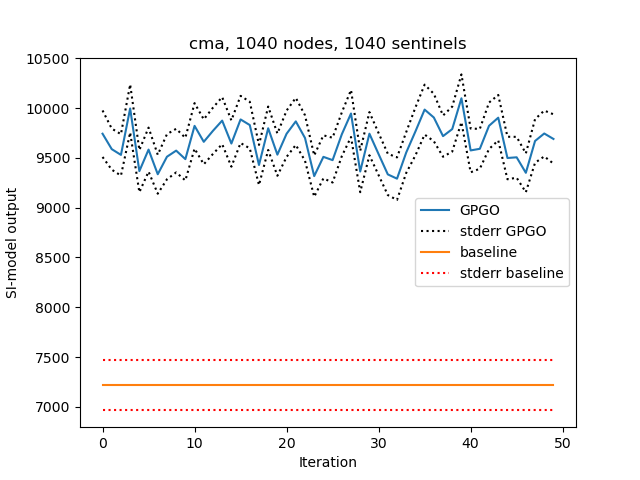 cma, 1040 nodes, 1040 sentinels
10500
10000
9500
9000
8500
8000
7500
7000
SI-model output
GPGO
stderr GPGO
baseline
stderr baseline
0 10 20 30 40 50
Iteration